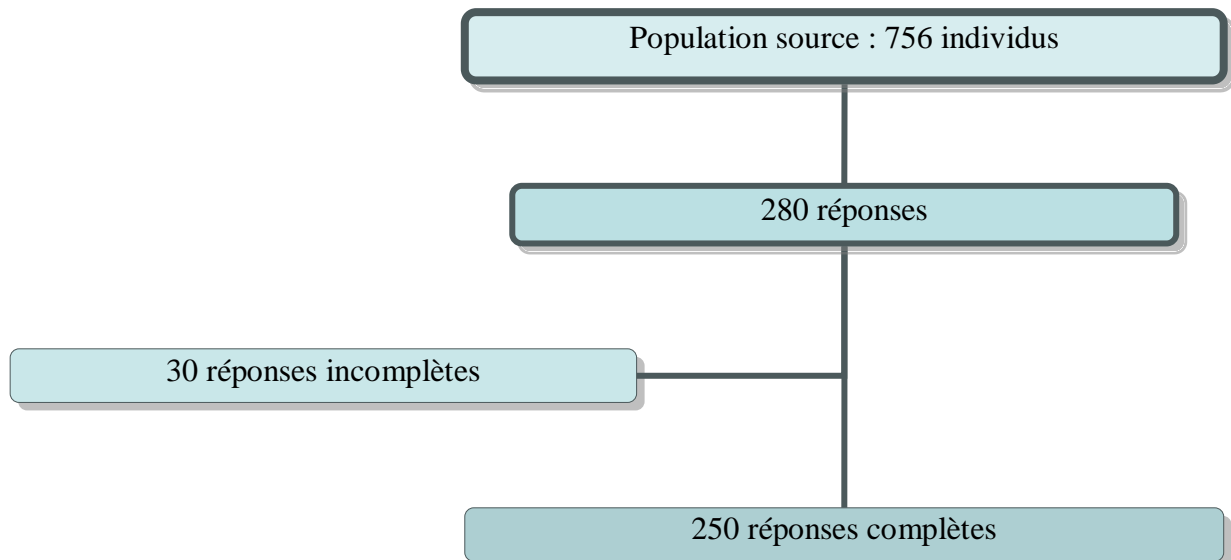 Population source : 756 individus
280 réponses
30 réponses incomplètes
250 réponses complètes